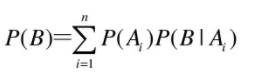 P(B)=∑_{i=1}^{n} P(A_i)P(B | A_i)